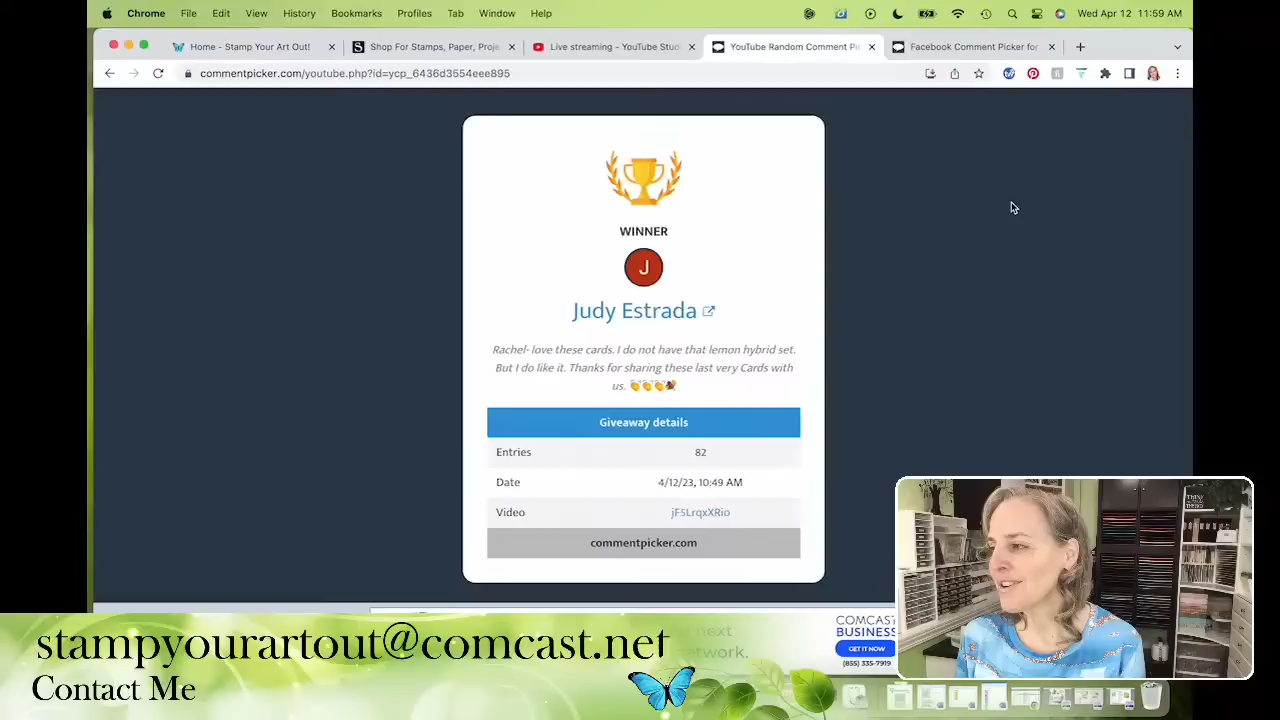 Chrome File Edit View History Bookmarks Profiles Tab Window Help Wed Apr 12 11:59 AM
Home - Stamp Your Art Out! Shop For Stamps, Paper, Proje Live streaming - YouTube Stud YouTube Random Comment Pi Facebook Comment Picker for
commentpicker.com/youtube.php?id=ycp_6436d3554eee895
WINNER
J
Judy Estrada
Rachel- love these cards. I do not have that lemon hybrid set.
But I do like it. Thanks for sharing these last very Cards with
us. 👏👏👏💐
Giveaway details
Entries 82
Date 4/12/23, 10:49 AM
Video jF5LrqxXRio
commentpicker.com
stampyourartout@comcast.net
Contact Me
next
etwork.
COMCAST
BUSINESS
GET IT NOW
(855) 335-7919